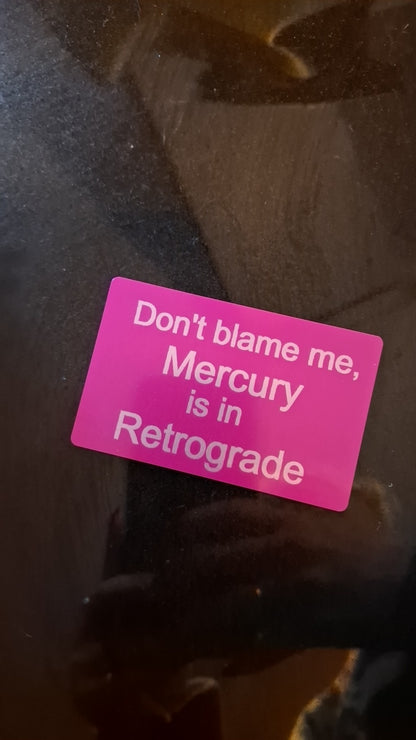 Don't blame me,
Mercury
is in
Retrograde